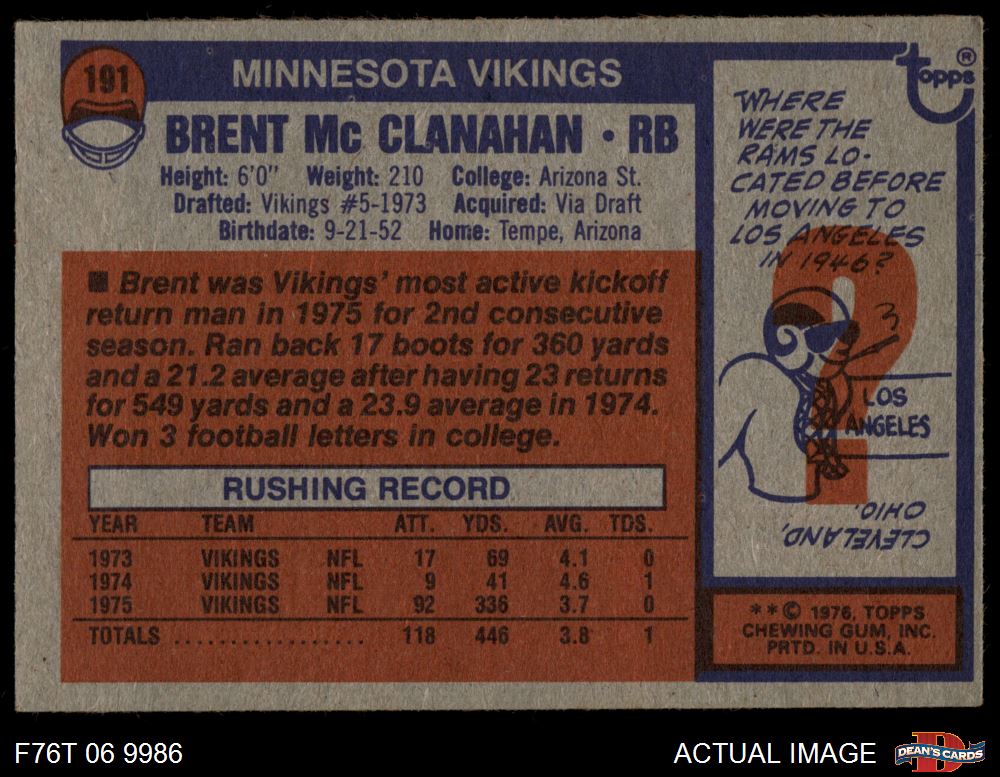 191
MINNESOTA VIKINGS
BRENT Mc CLANAHAN • RB
Height: 6'0" Weight: 210 College: Arizona St.
Drafted: Vikings #5-1973 Acquired: Via Draft
Birthdate: 9-21-52 Home: Tempe, Arizona
■ Brent was Vikings' most active kickoff
return man in 1975 for 2nd consecutive
season. Ran back 17 boots for 360 yards
and a 21.2 average after having 23 returns
for 549 yards and a 23.9 average in 1974.
Won 3 football letters in college.
RUSHING RECORD
YEAR TEAM ATT. YDS. AVG. TDS.
1973 VIKINGS NFL 17 69 4.1 0
1974 VIKINGS NFL 9 41 4.6 1
1975 VIKINGS NFL 92 336 3.7 0
TOTALS .................. 118 446 3.8 1
Topps®
WHERE
WERE THE
RAMS LO-
CATED BEFORE
MOVING TO
LOS ANGELES
IN 1946?
?
LOS
ANGELES
CLEVELAND,
OHIO.
**© 1976, TOPPS
CHEWING GUM, INC.
PRTD. IN U.S.A.
F76T 06 9986
ACTUAL IMAGE
D
DEAN'S CARDS